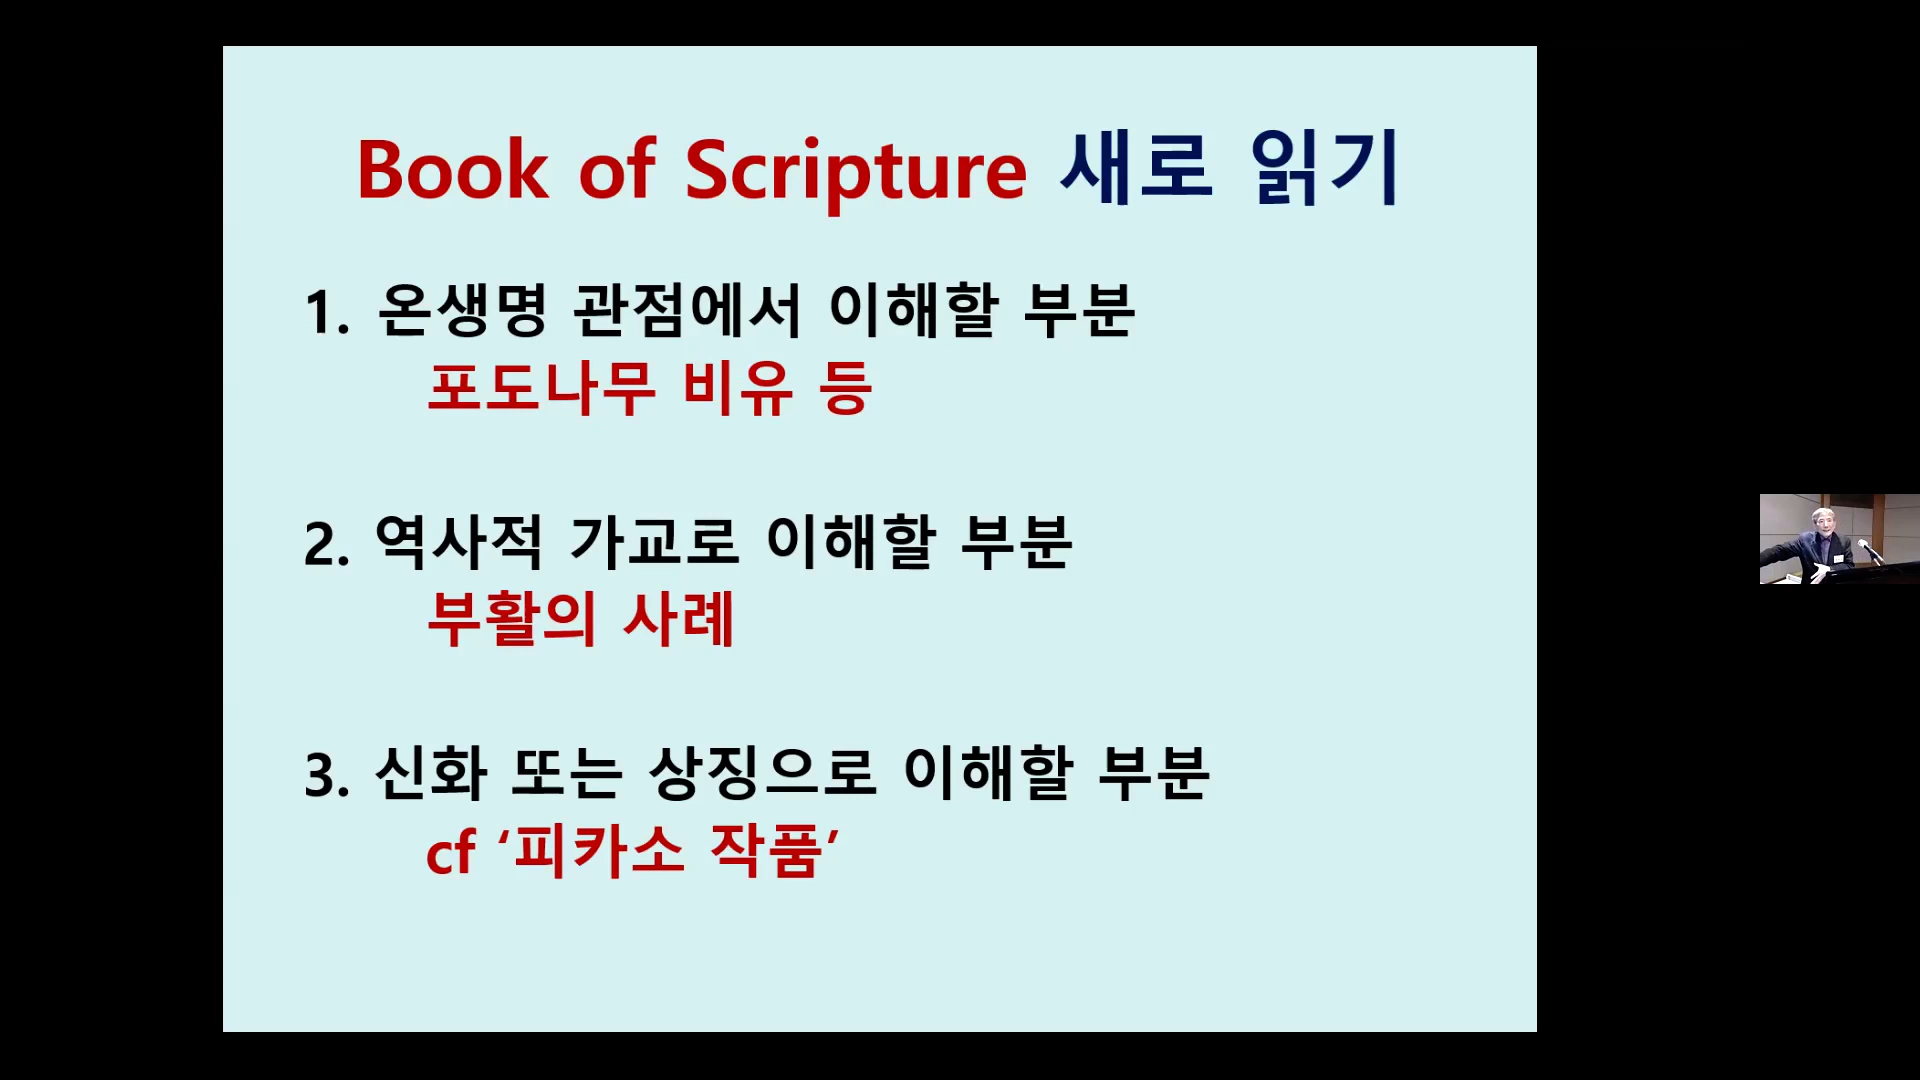 Book of Scripture 새로 읽기
1. 온생명 관점에서 이해할 부분
포도나무 비유 등
2. 역사적 가교로 이해할 부분
부활의 사례
3. 신화 또는 상징으로 이해할 부분
cf ‘피카소 작품’